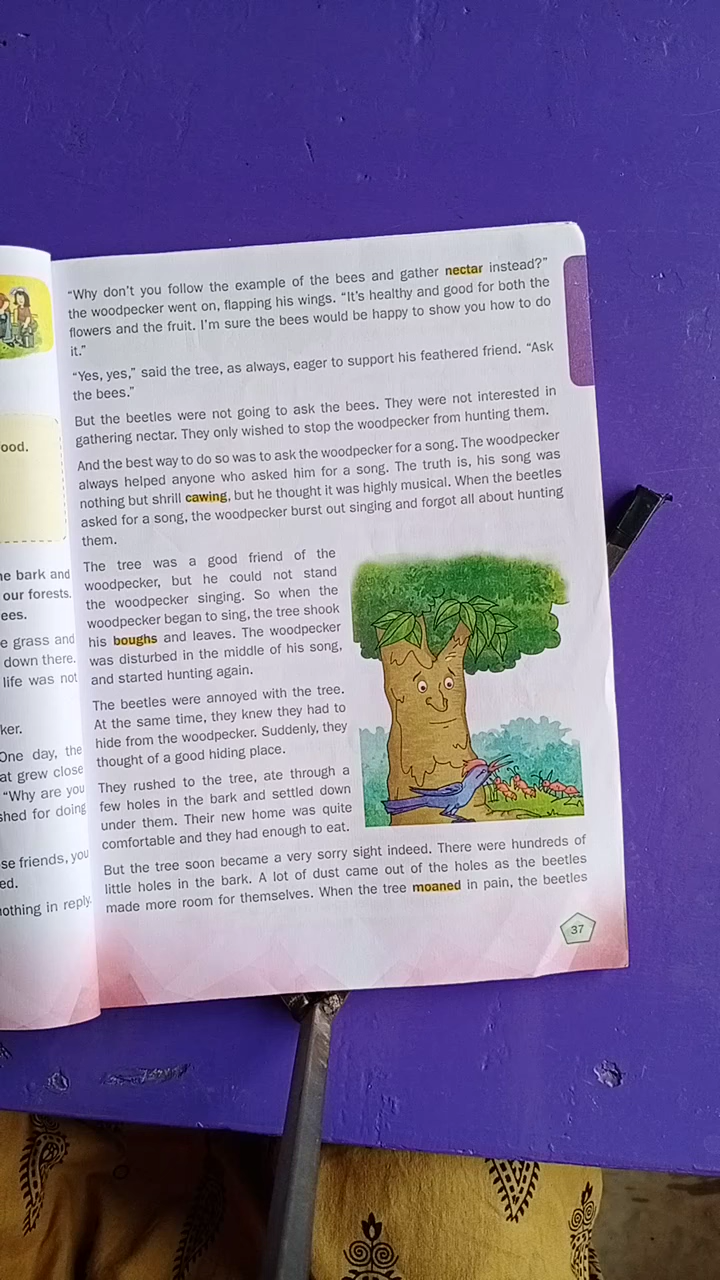 ood.
e bark and
our forests.
ees.
e grass and
down there.
life was not
ker.
One day, the
at grew close
"Why are you
shed for doing
se friends, you
ed.
othing in reply.
"Why don't you follow the example of the bees and gather nectar instead?"
the woodpecker went on, flapping his wings. "It's healthy and good for both the
flowers and the fruit. I'm sure the bees would be happy to show you how to do
it."
"Yes, yes," said the tree, as always, eager to support his feathered friend. "Ask
the bees."
But the beetles were not going to ask the bees. They were not interested in
gathering nectar. They only wished to stop the woodpecker from hunting them.
And the best way to do so was to ask the woodpecker for a song. The woodpecker
always helped anyone who asked him for a song. The truth is, his song was
nothing but shrill cawing, but he thought it was highly musical. When the beetles
asked for a song, the woodpecker burst out singing and forgot all about hunting
them.
The tree was a good friend of the
woodpecker, but he could not stand
the woodpecker singing. So when the
woodpecker began to sing, the tree shook
his boughs and leaves. The woodpecker
was disturbed in the middle of his song,
and started hunting again.
The beetles were annoyed with the tree.
At the same time, they knew they had to
hide from the woodpecker. Suddenly, they
thought of a good hiding place.
They rushed to the tree, ate through a
few holes in the bark and settled down
under them. Their new home was quite
comfortable and they had enough to eat.
But the tree soon became a very sorry sight indeed. There were hundreds of
little holes in the bark. A lot of dust came out of the holes as the beetles
made more room for themselves. When the tree moaned in pain, the beetles
37